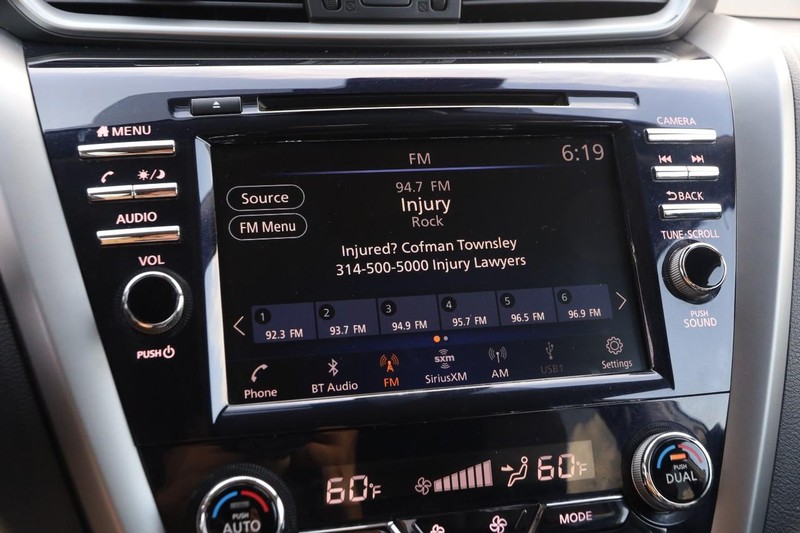 MENU
AUDIO
VOL
PUSH
FM
6:19
Source
FM Menu
94.7 FM
Injury
Rock
Injured? Cofman Townsley
314-500-5000 Injury Lawyers
1 92.3 FM
2 93.7 FM
3 94.9 FM
4 95.7 FM
5 96.5 FM
6 96.9 FM
Phone
BT Audio
FM
sxm
SiriusXM
AM
USB1
Settings
CAMERA
BACK
TUNE·SCROLL
PUSH
SOUND
PUSH
AUTO
60°F
60°F
PUSH
DUAL
MODE